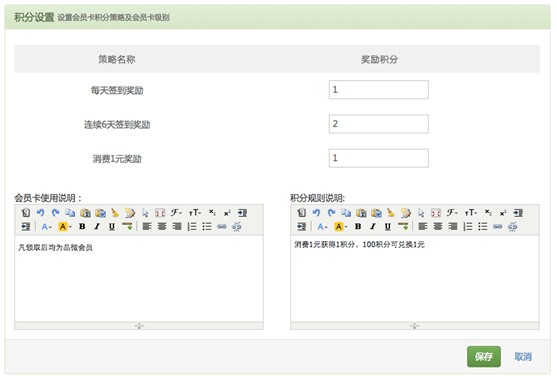 积分设置 设置会员卡积分策略及会员卡级别
策略名称 奖励积分
每天签到奖励 1
连续6天签到奖励 2
消费1元奖励 1
会员卡使用说明：
凡领取后均为品微会员
积分规则说明:
消费1元获得1积分，100积分可兑换1元
保存 取消